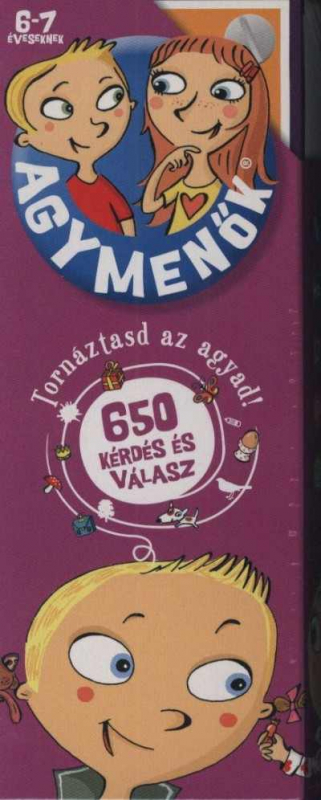 6-7
ÉVESEKNEK
AGYMENŐK®
Tornáztasd az agyad!
650
KÉRDÉS ÉS
VÁLASZ